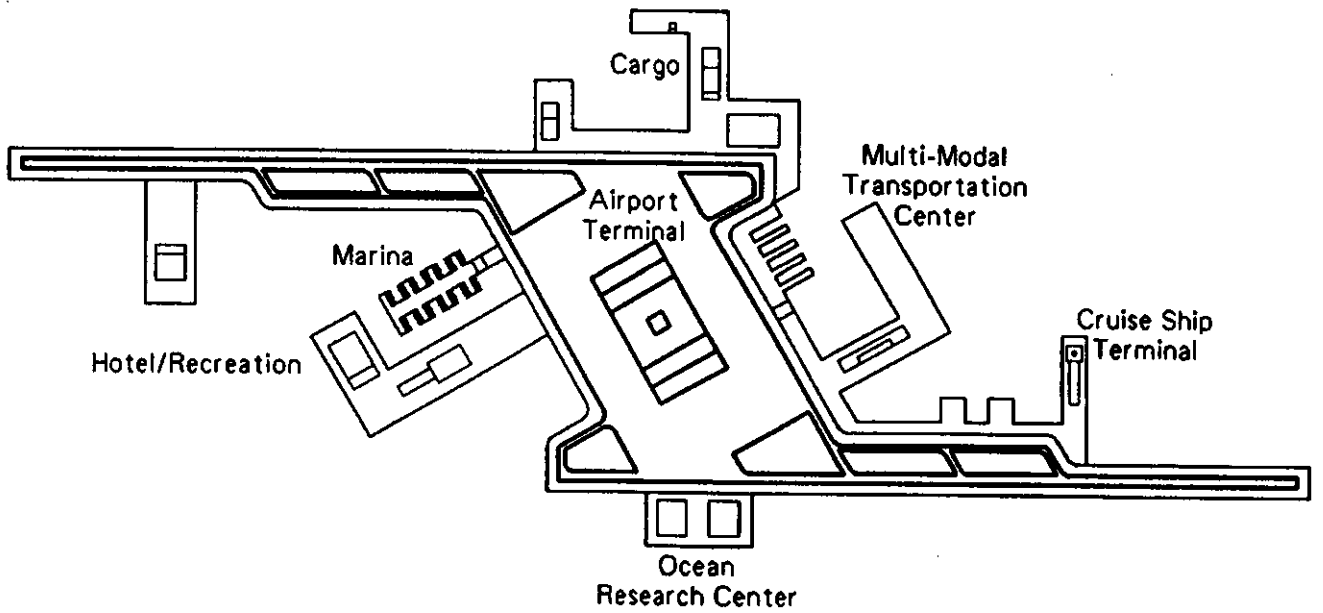 Cargo
Multi-Modal
Transportation
Center
Airport
Terminal
Marina
Cruise Ship
Terminal
Hotel/Recreation
Ocean
Research Center